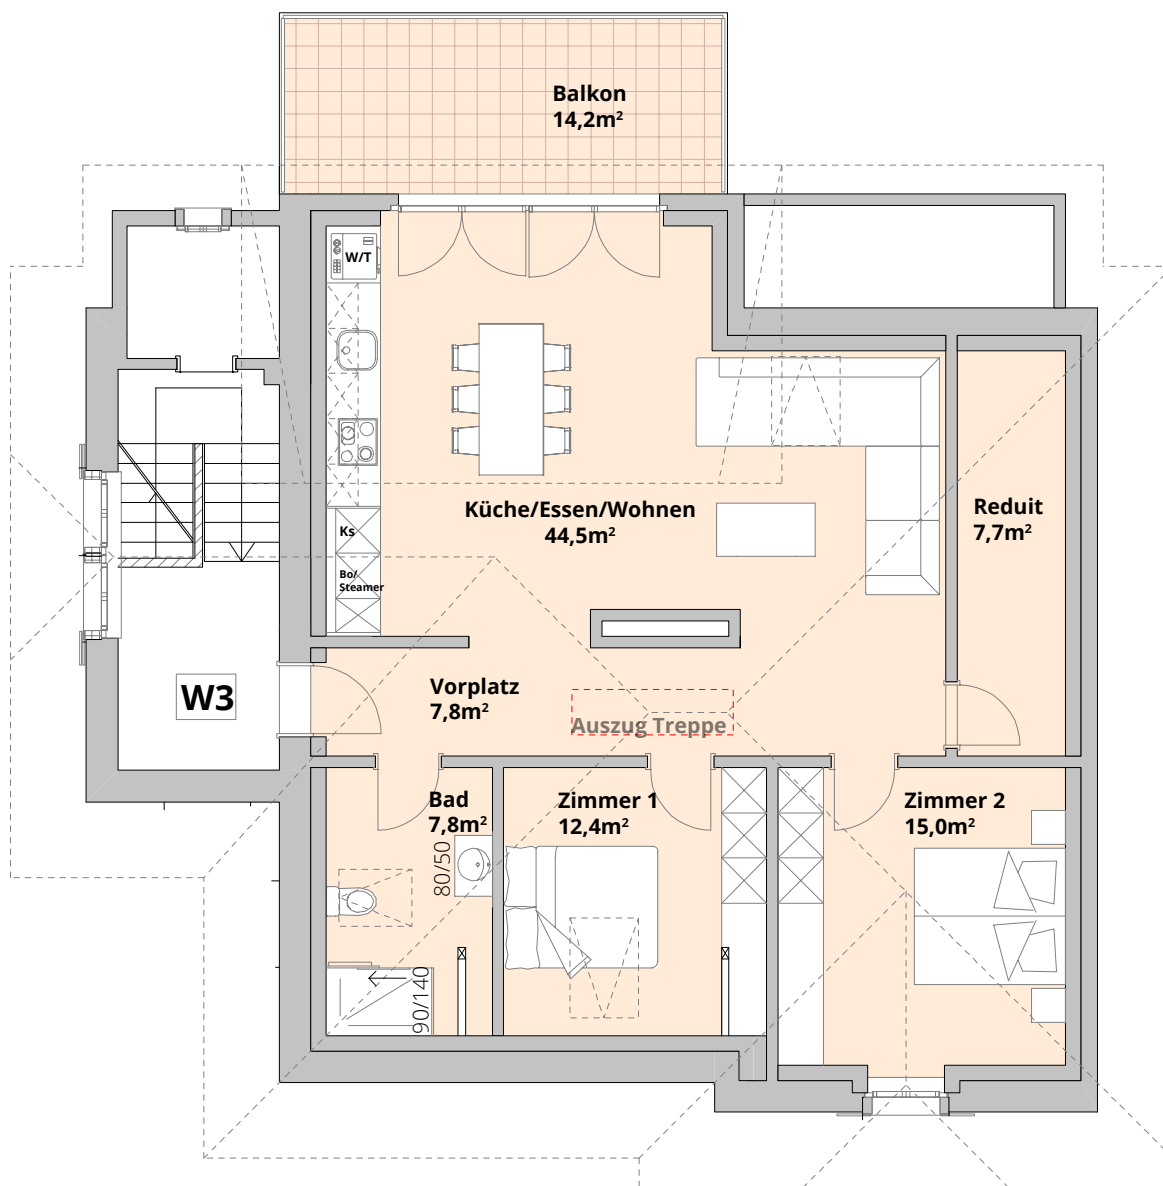 Balkon
14,2m²
W/T
Küche/Essen/Wohnen
44,5m²
Reduit
7,7m²
Ks
Bo/
Steamer
W3
Vorplatz
7,8m²
Auszug Treppe
Bad
7,8m²
Zimmer 1
12,4m²
Zimmer 2
15,0m²
80/50
90/140